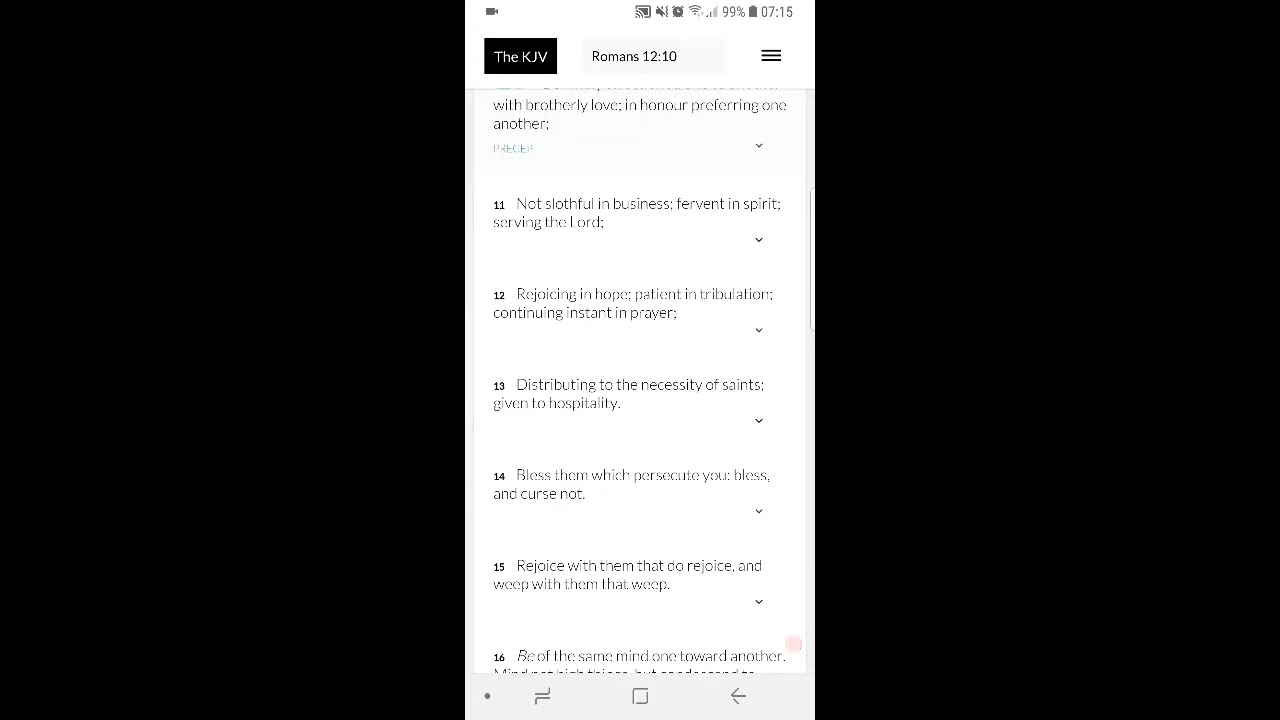 99% 07:15
The KJV
Romans 12:10
with brotherly love; in honour preferring one
another;
PRECEP
11 Not slothful in business; fervent in spirit;
serving the Lord;
12 Rejoicing in hope; patient in tribulation;
continuing instant in prayer;
13 Distributing to the necessity of saints;
given to hospitality.
14 Bless them which persecute you: bless,
and curse not.
15 Rejoice with them that do rejoice, and
weep with them that weep.
16 Be of the same mind one toward another.